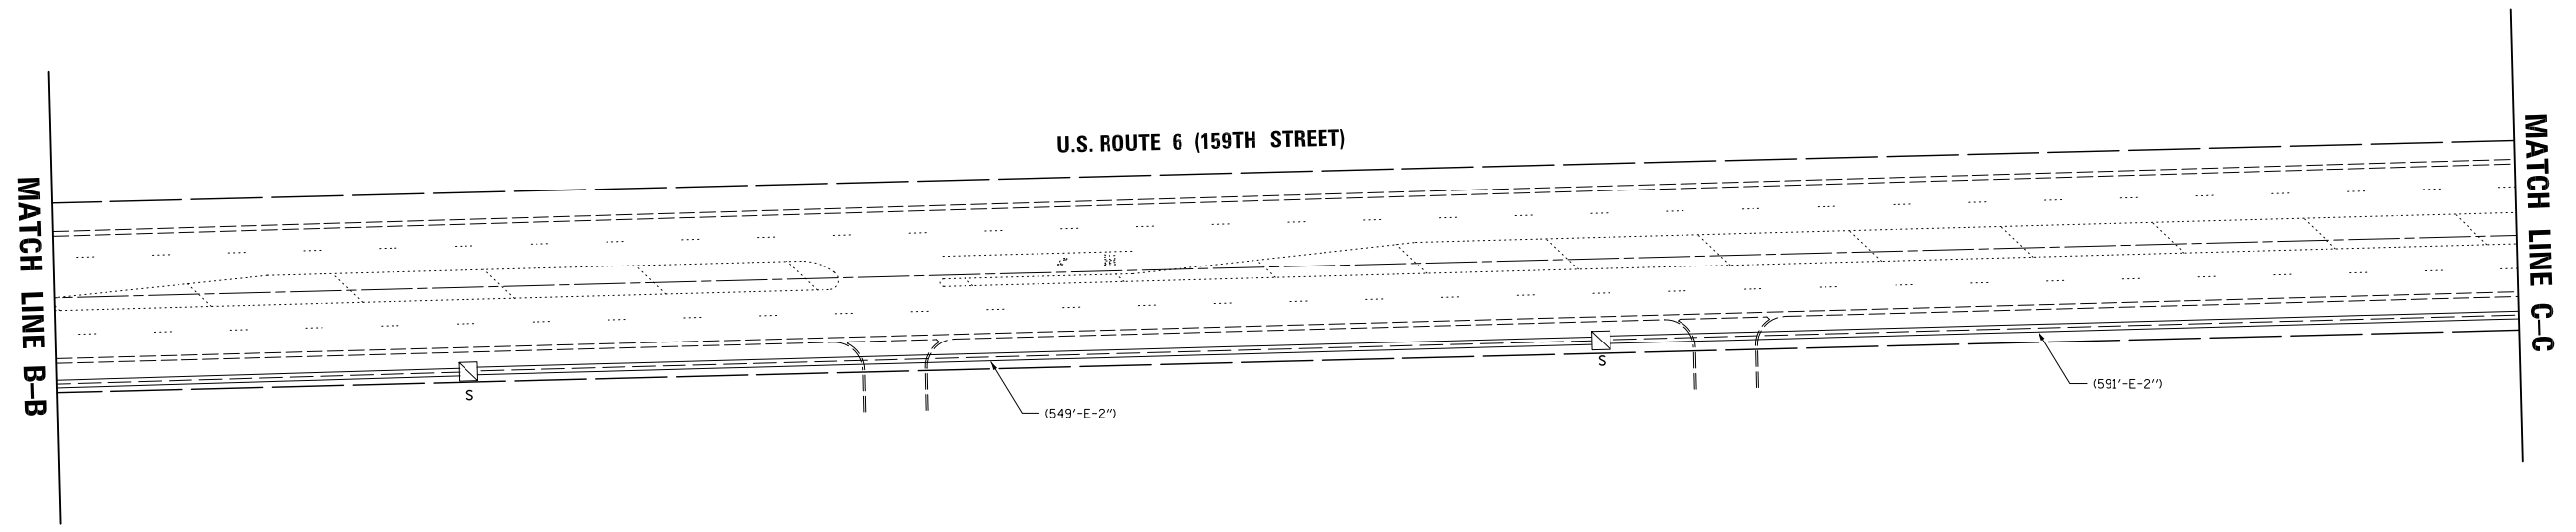 U.S. ROUTE 6 (159TH STREET)
MATCH LINE B–B
MATCH LINE C–C
S
S
(549'-E-2")
(591'-E-2")